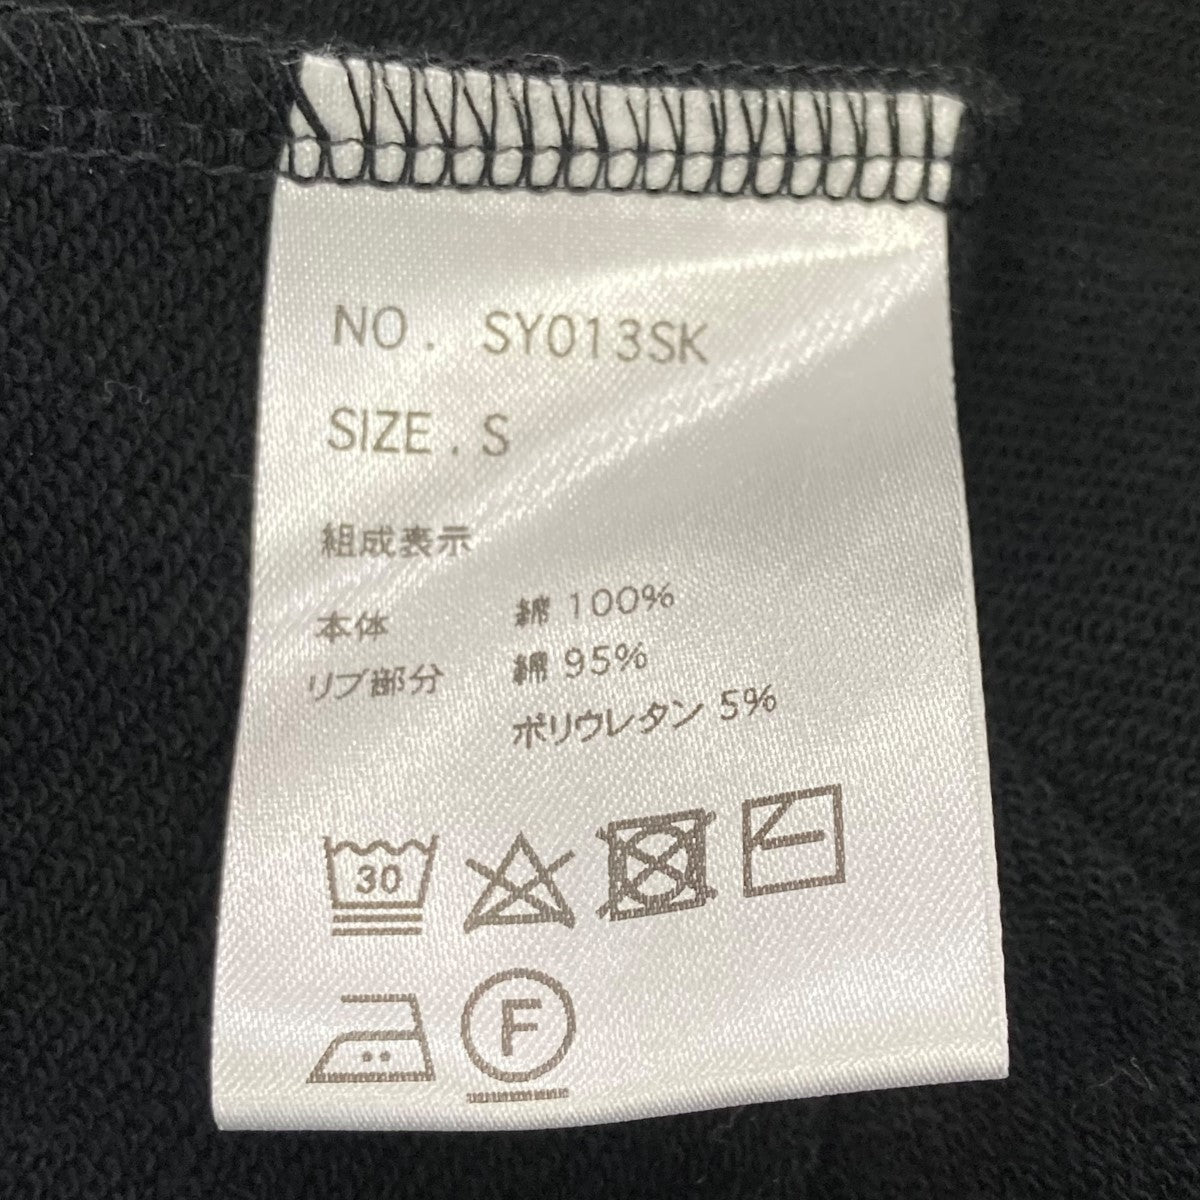 NO. SY013SK
SIZE. S
組成表示
本体 綿 100%
リブ部分 綿 95%
ポリウレタン 5%
30
F